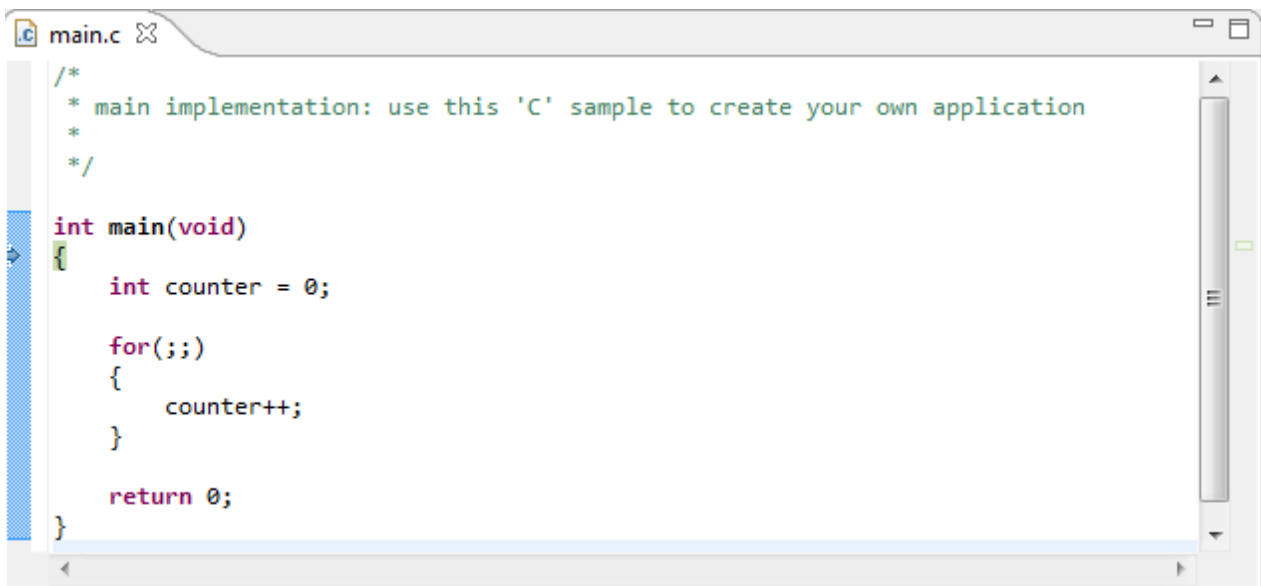 .c main.c
/*
 * main implementation: use this 'C' sample to create your own application
 *
 */
int main(void)
{
    int counter = 0;
    for(;;)
    {
        counter++;
    }
    return 0;
}